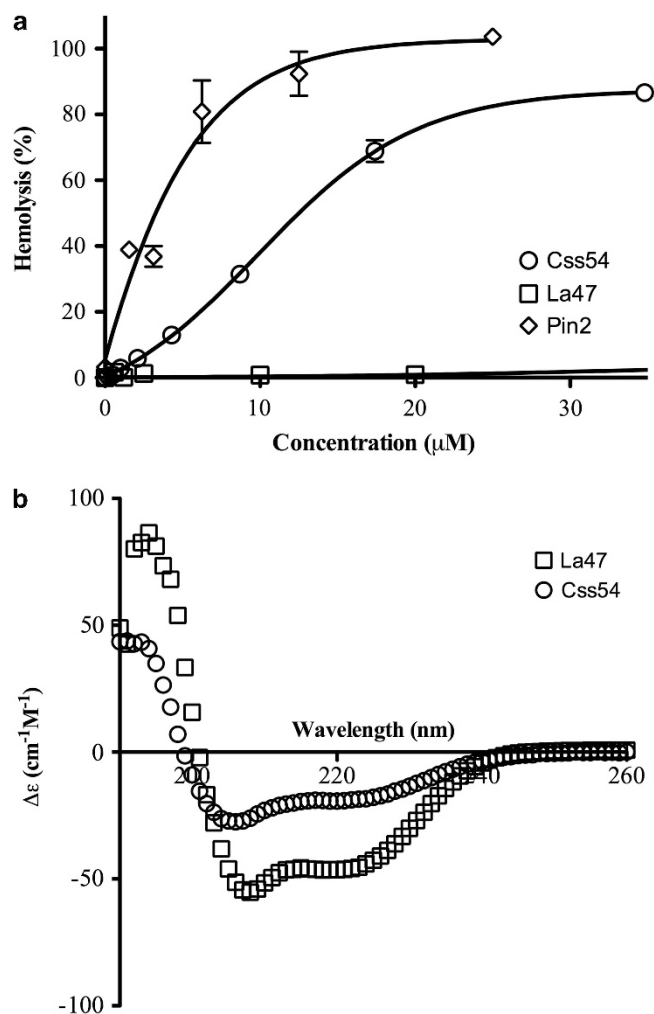 a
100
80
60
40
20
0
Hemolysis (%)
Css54
La47
Pin2
0
10
20
30
Concentration (μM)
b
100
50
0
-50
-100
Δε (cm⁻¹M⁻¹)
La47
Css54
Wavelength (nm)
200
220
240
260